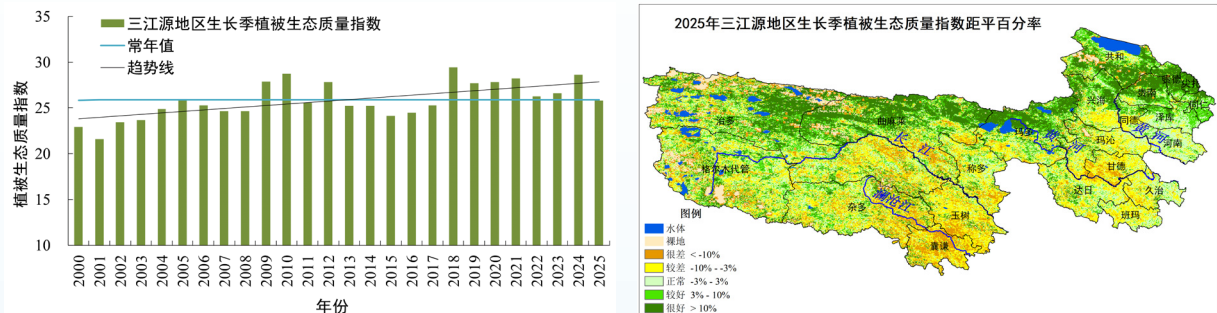 三江源地区生长季植被生态质量指数
常年值
趋势线
植被生态质量指数
35
30
25
20
15
10
2000 2001 2002 2003 2004 2005 2006 2007 2008 2009 2010 2011 2012 2013 2014 2015 2016 2017 2018 2019 2020 2021 2022 2023 2024 2025
年份
2025年三江源地区生长季植被生态质量指数距平百分率
共和
贵南
兴海
同德
泽库
同仁
河南
黄河
治多
曲麻莱
玛多
玛沁
长江
甘德
格尔木代管
称多
达日
久治
杂多
澜沧江
玉树
班玛
囊谦
图例
水体
裸地
很差 < -10%
较差 -10% - -3%
正常 -3% - 3%
较好 3% - 10%
很好 > 10%